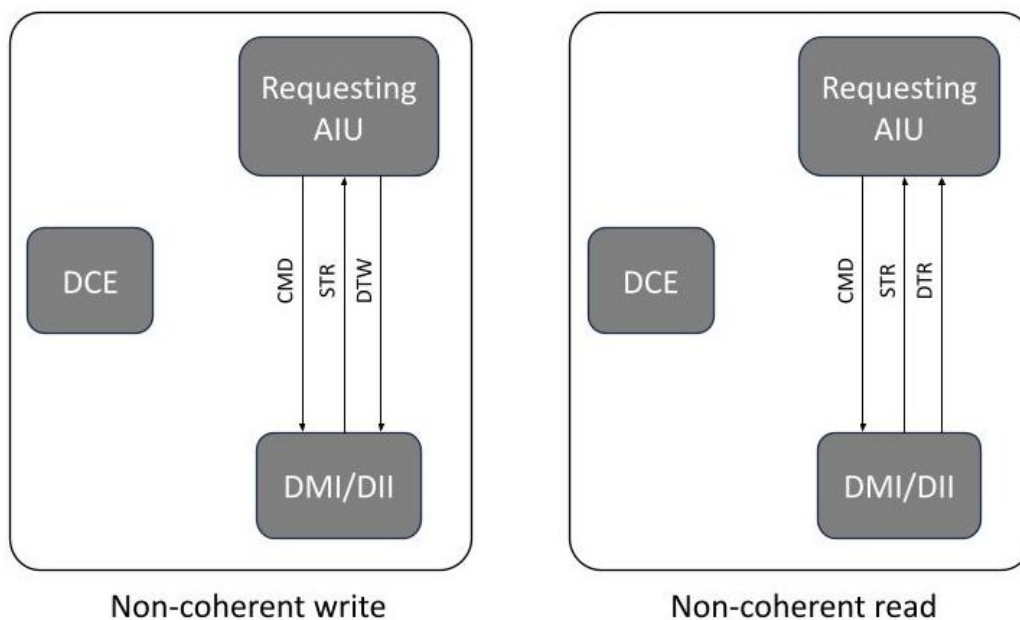 Requesting
AIU
DCE
CMD
STR
DTW
DMI/DII
Non-coherent write
Requesting
AIU
DCE
CMD
STR
DTR
DMI/DII
Non-coherent read